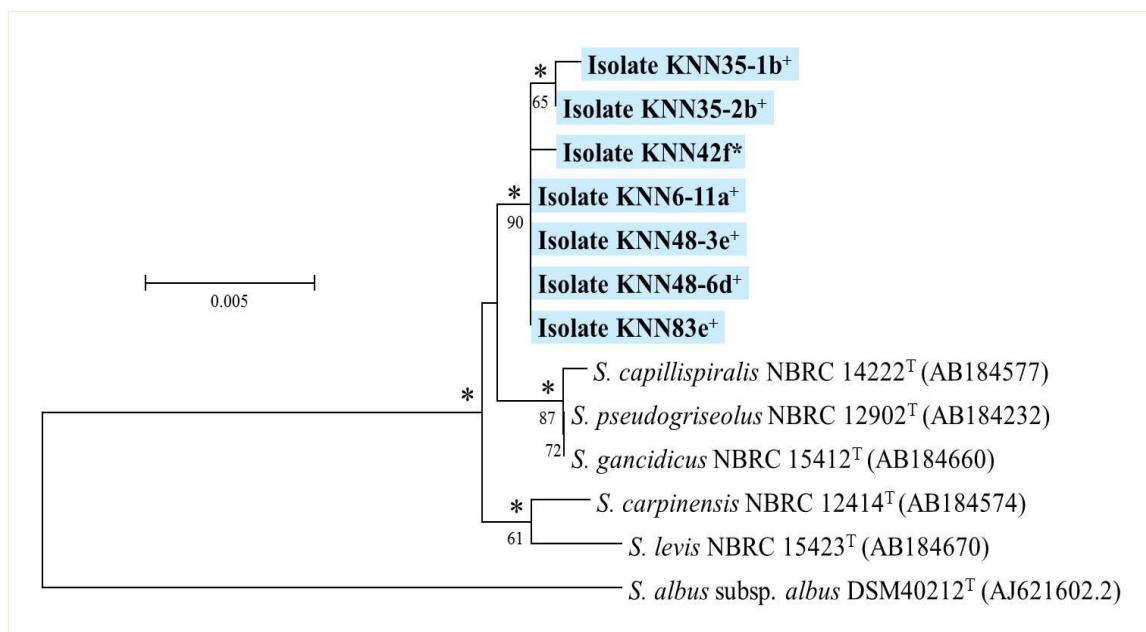 * Isolate KNN35-1b⁺
65 Isolate KNN35-2b⁺
Isolate KNN42f*
* Isolate KNN6-11a⁺
90
Isolate KNN48-3e⁺
Isolate KNN48-6d⁺
0.005
Isolate KNN83e⁺
S. capillispiralis NBRC 14222ᵀ (AB184577)
*
*
87 S. pseudogriseolus NBRC 12902ᵀ (AB184232)
72 S. gancidicus NBRC 15412ᵀ (AB184660)
* S. carpinensis NBRC 12414ᵀ (AB184574)
61 S. levis NBRC 15423ᵀ (AB184670)
S. albus subsp. albus DSM40212ᵀ (AJ621602.2)